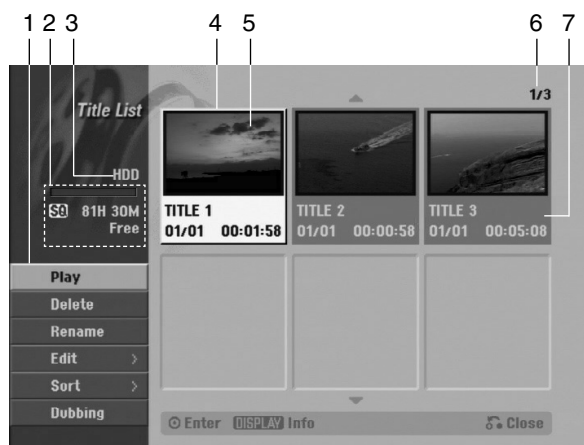 1 2 3 4 5 6 7
Title List
1/3
HDD
SQ 81H 30M
Free
TITLE 1
01/01 00:01:58
TITLE 2
01/01 00:00:58
TITLE 3
01/01 00:05:08
Play
Delete
Rename
Edit >
Sort >
Dubbing
Enter DISPLAY Info
Close